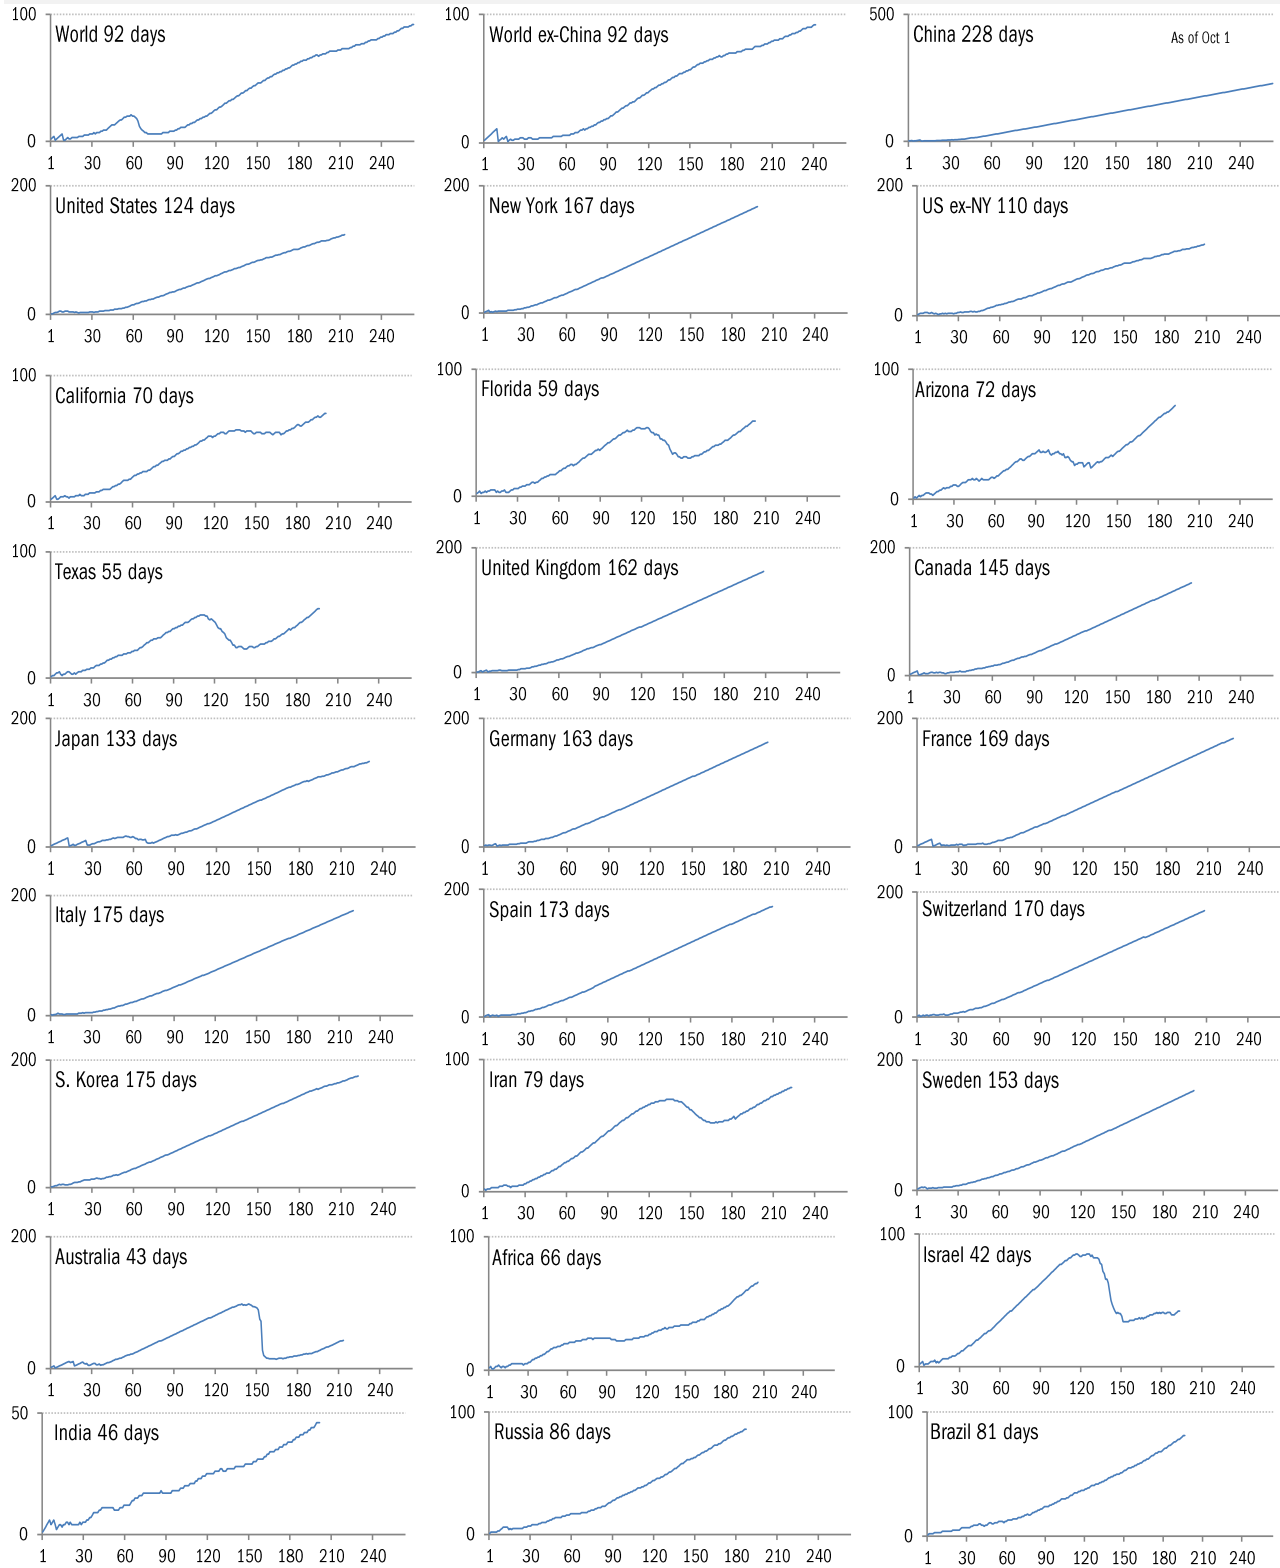 100
World 92 days
0
1 30 60 90 120 150 180 210 240
100
World ex-China 92 days
0
1 30 60 90 120 150 180 210 240
500
China 228 days
As of Oct 1
0
1 30 60 90 120 150 180 210 240
200
United States 124 days
0
1 30 60 90 120 150 180 210 240
200
New York 167 days
0
1 30 60 90 120 150 180 210 240
200
US ex-NY 110 days
0
1 30 60 90 120 150 180 210 240
100
California 70 days
0
1 30 60 90 120 150 180 210 240
100
Florida 59 days
0
1 30 60 90 120 150 180 210 240
100
Arizona 72 days
0
1 30 60 90 120 150 180 210 240
100
Texas 55 days
0
1 30 60 90 120 150 180 210 240
200
United Kingdom 162 days
0
1 30 60 90 120 150 180 210 240
200
Canada 145 days
0
1 30 60 90 120 150 180 210 240
200
Japan 133 days
0
1 30 60 90 120 150 180 210 240
200
Germany 163 days
0
1 30 60 90 120 150 180 210 240
200
France 169 days
0
1 30 60 90 120 150 180 210 240
200
Italy 175 days
0
1 30 60 90 120 150 180 210 240
200
Spain 173 days
0
1 30 60 90 120 150 180 210 240
200
Switzerland 170 days
0
1 30 60 90 120 150 180 210 240
200
S. Korea 175 days
0
1 30 60 90 120 150 180 210 240
100
Iran 79 days
0
1 30 60 90 120 150 180 210 240
200
Sweden 153 days
0
1 30 60 90 120 150 180 210 240
200
Australia 43 days
0
1 30 60 90 120 150 180 210 240
100
Africa 66 days
0
1 30 60 90 120 150 180 210 240
100
Israel 42 days
0
1 30 60 90 120 150 180 210 240
50
India 46 days
0
1 30 60 90 120 150 180 210 240
100
Russia 86 days
0
1 30 60 90 120 150 180 210 240
100
Brazil 81 days
0
1 30 60 90 120 150 180 210 240